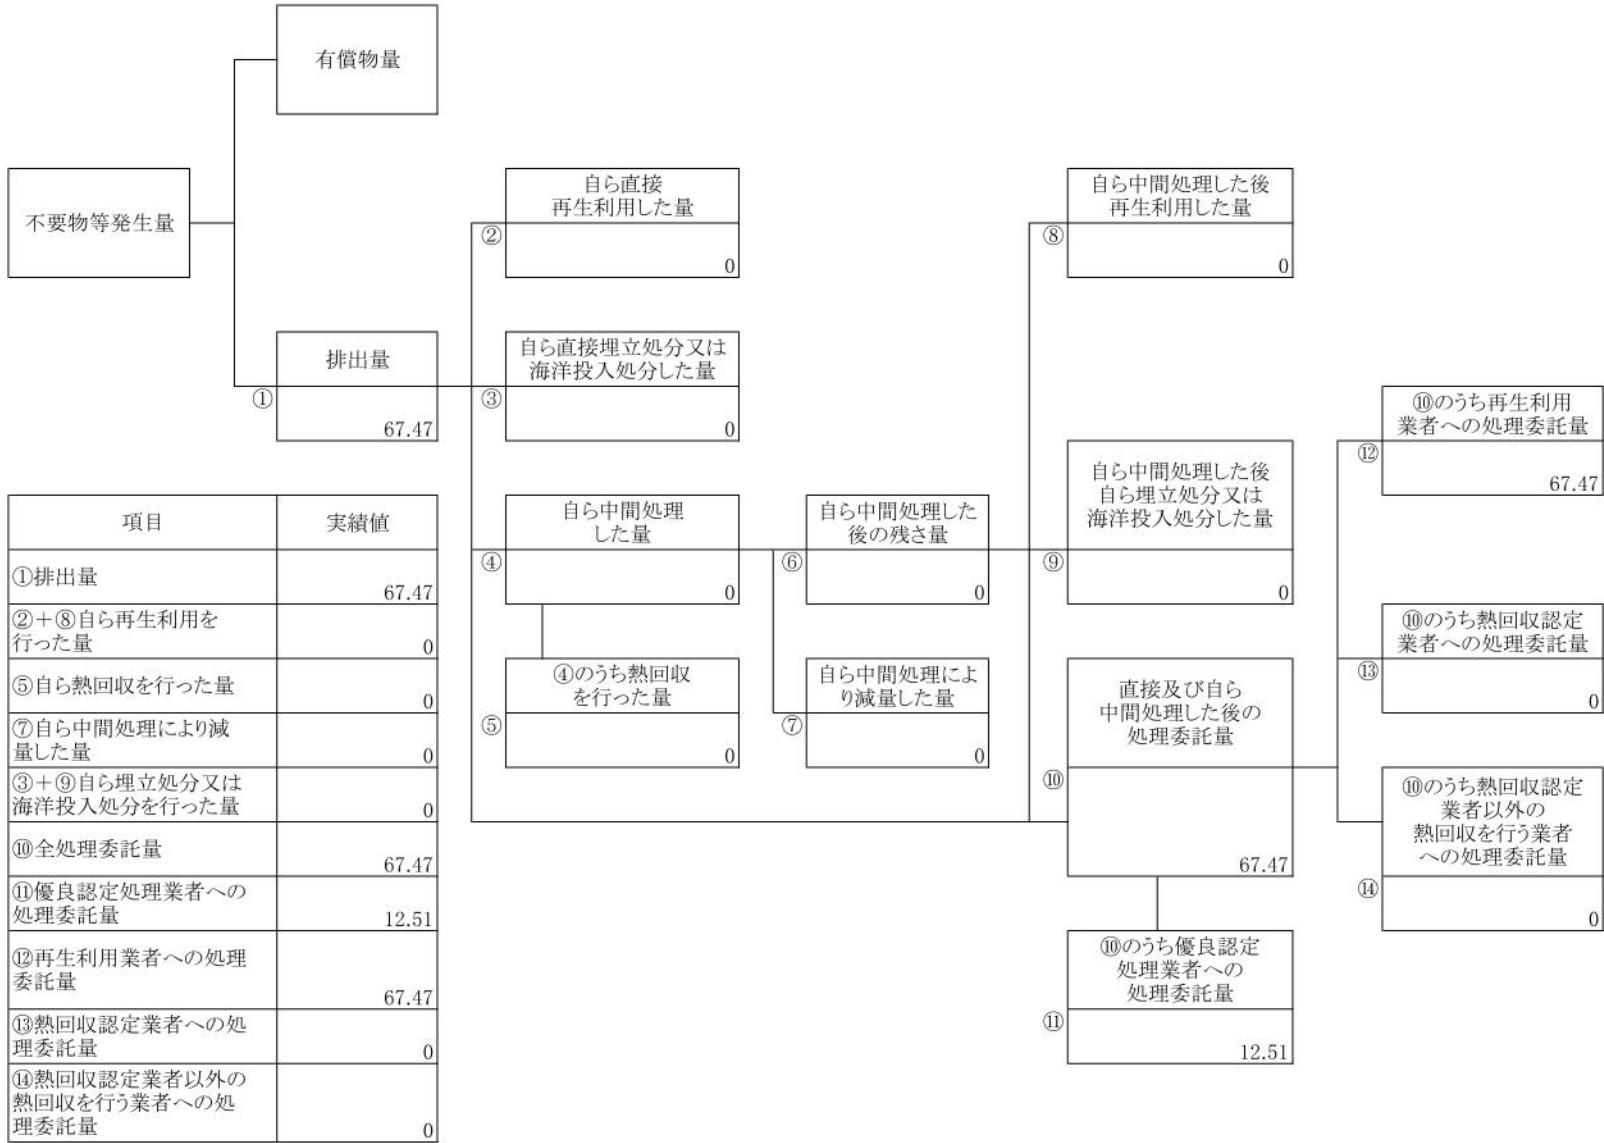 有償物量
不要物等発生量
自ら直接
再生利用した量
②
0
自ら中間処理した後
再生利用した量
⑧
0
排出量
①
67.47
自ら直接埋立処分又は
海洋投入処分した量
③
0
⑩のうち再生利用
業者への処理委託量
⑫
67.47
自ら中間処理した後
自ら埋立処分又は
海洋投入処分した量
⑨
0
自ら中間処理
した量
④
0
自ら中間処理した
後の残さ量
⑥
0
⑩のうち熱回収認定
業者への処理委託量
⑬
0
④のうち熱回収
を行った量
⑤
0
自ら中間処理によ
り減量した量
⑦
0
直接及び自ら
中間処理した後の
処理委託量
⑩
67.47
⑩のうち熱回収認定
業者以外の
熱回収を行う業者
への処理委託量
⑭
0
⑩のうち優良認定
処理業者への
処理委託量
⑪
12.51
項目 実績値
①排出量
67.47
②＋⑧自ら再生利用を
行った量
0
⑤自ら熱回収を行った量
0
⑦自ら中間処理により減
量した量
0
③＋⑨自ら埋立処分又は
海洋投入処分を行った量
0
⑩全処理委託量
67.47
⑪優良認定処理業者への
処理委託量
12.51
⑫再生利用業者への処理
委託量
67.47
⑬熱回収認定業者への処
理委託量
0
⑭熱回収認定業者以外の
熱回収を行う業者への処
理委託量
0